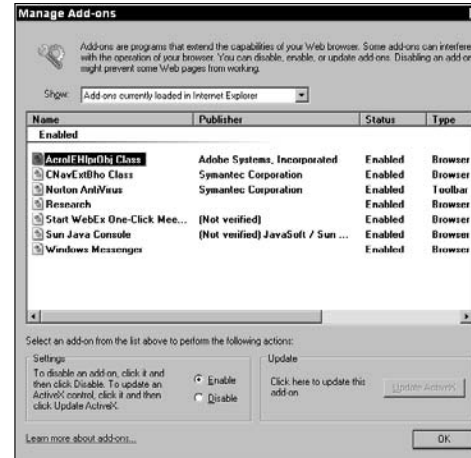 Manage Add-ons
Add-ons are programs that extend the capabilities of your Web browser. Some add-ons can interfere
with the operation of your browser. You can disable, enable, or update add-ons. Disabling an add-on
might prevent some Web pages from working.
Show: Add-ons currently loaded in Internet Explorer
Name Publisher Status Type
Enabled
AcroIEHlprObj Class Adobe Systems, Incorporated Enabled Browser
CNavExtBho Class Symantec Corporation Enabled Browser
Norton AntiVirus Symantec Corporation Enabled Toolbar
Research Enabled Browser
Start WebEx One-Click Mee... (Not verified) Enabled Browser
Sun Java Console (Not verified) JavaSoft / Sun ... Enabled Browser
Windows Messenger Enabled Browser
Select an add-on from the list above to perform the following actions:
Settings
To disable an add-on, click it and
then click Disable. To update an
ActiveX control, click it and then
click Update ActiveX.
Enable
Disable
Update
Click here to update this
add-on
Update ActiveX
Learn more about add-ons...
OK